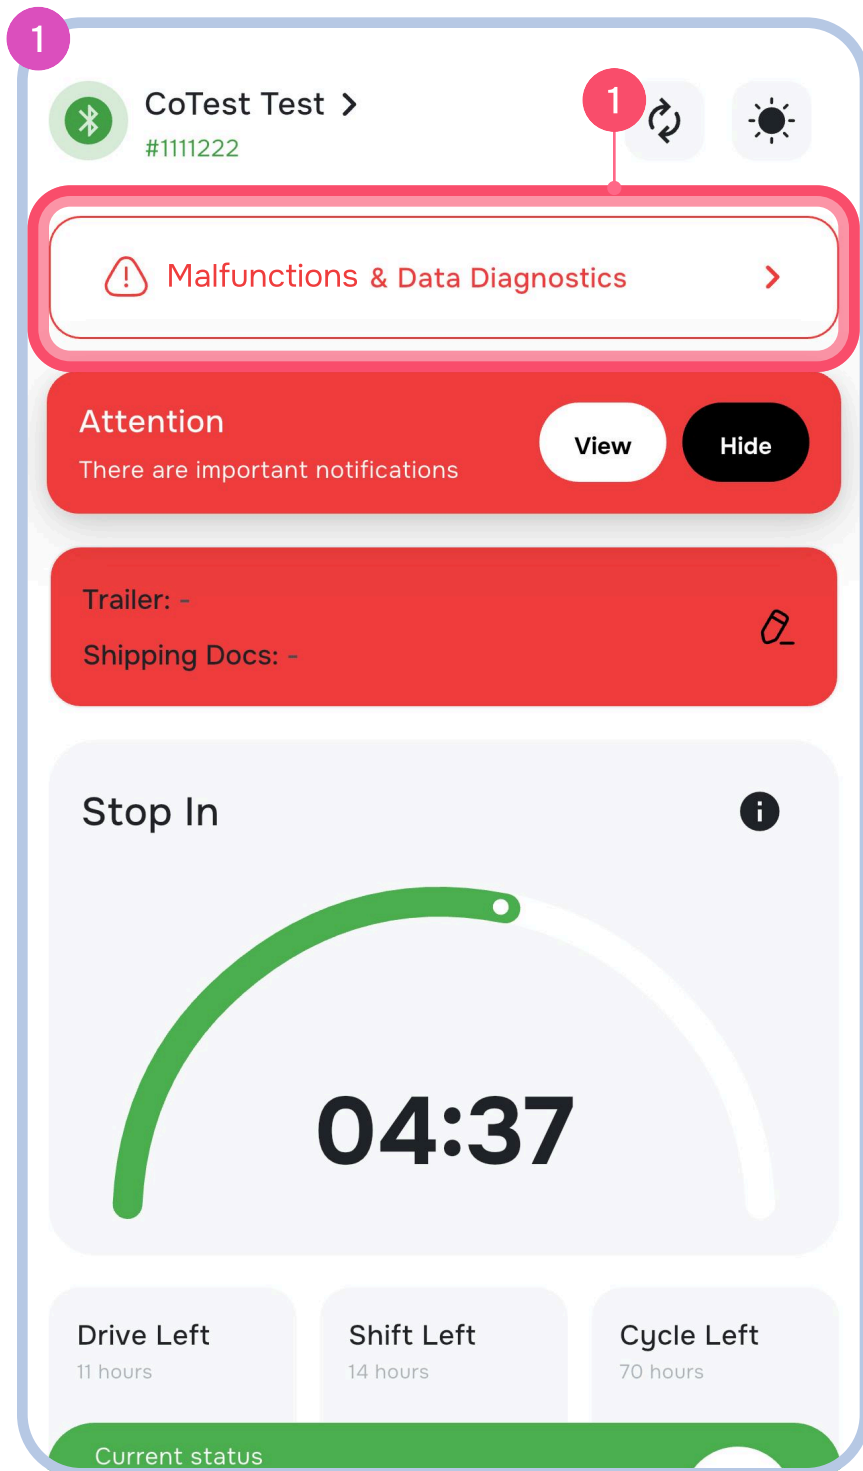 1
CoTest Test
#1111222
1
Malfunctions & Data Diagnostics
Attention
There are important notifications
View
Hide
Trailer: -
Shipping Docs: -
Stop In
04:37
Drive Left
11 hours
Shift Left
14 hours
Cycle Left
70 hours
Current status